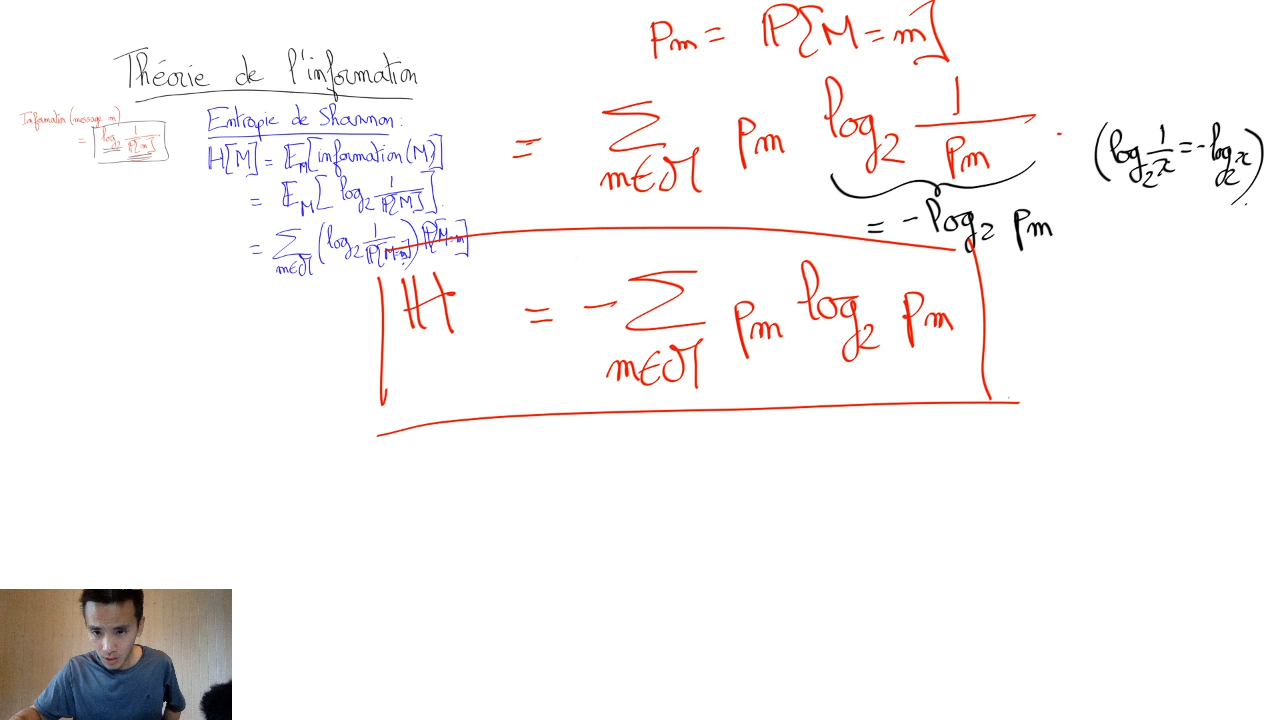 Théorie de l'information
Information (message m)
= log₂ 1/ℙ[m]
Entropie de Shannon :
ℍ[M] = 𝔼_M[information(M)]
= 𝔼_M[log₂ 1/ℙ[M]].
= ∑_{m∈ℳ} (log₂ 1/ℙ[M=m]) ℙ[M=m]
p_m = ℙ[M=m]
= ∑_{m∈ℳ} p_m log₂ 1/p_m .
(log₂ 1/x = -log₂ x)
= -log₂ p_m
ℍ = -∑_{m∈ℳ} p_m log₂ p_m